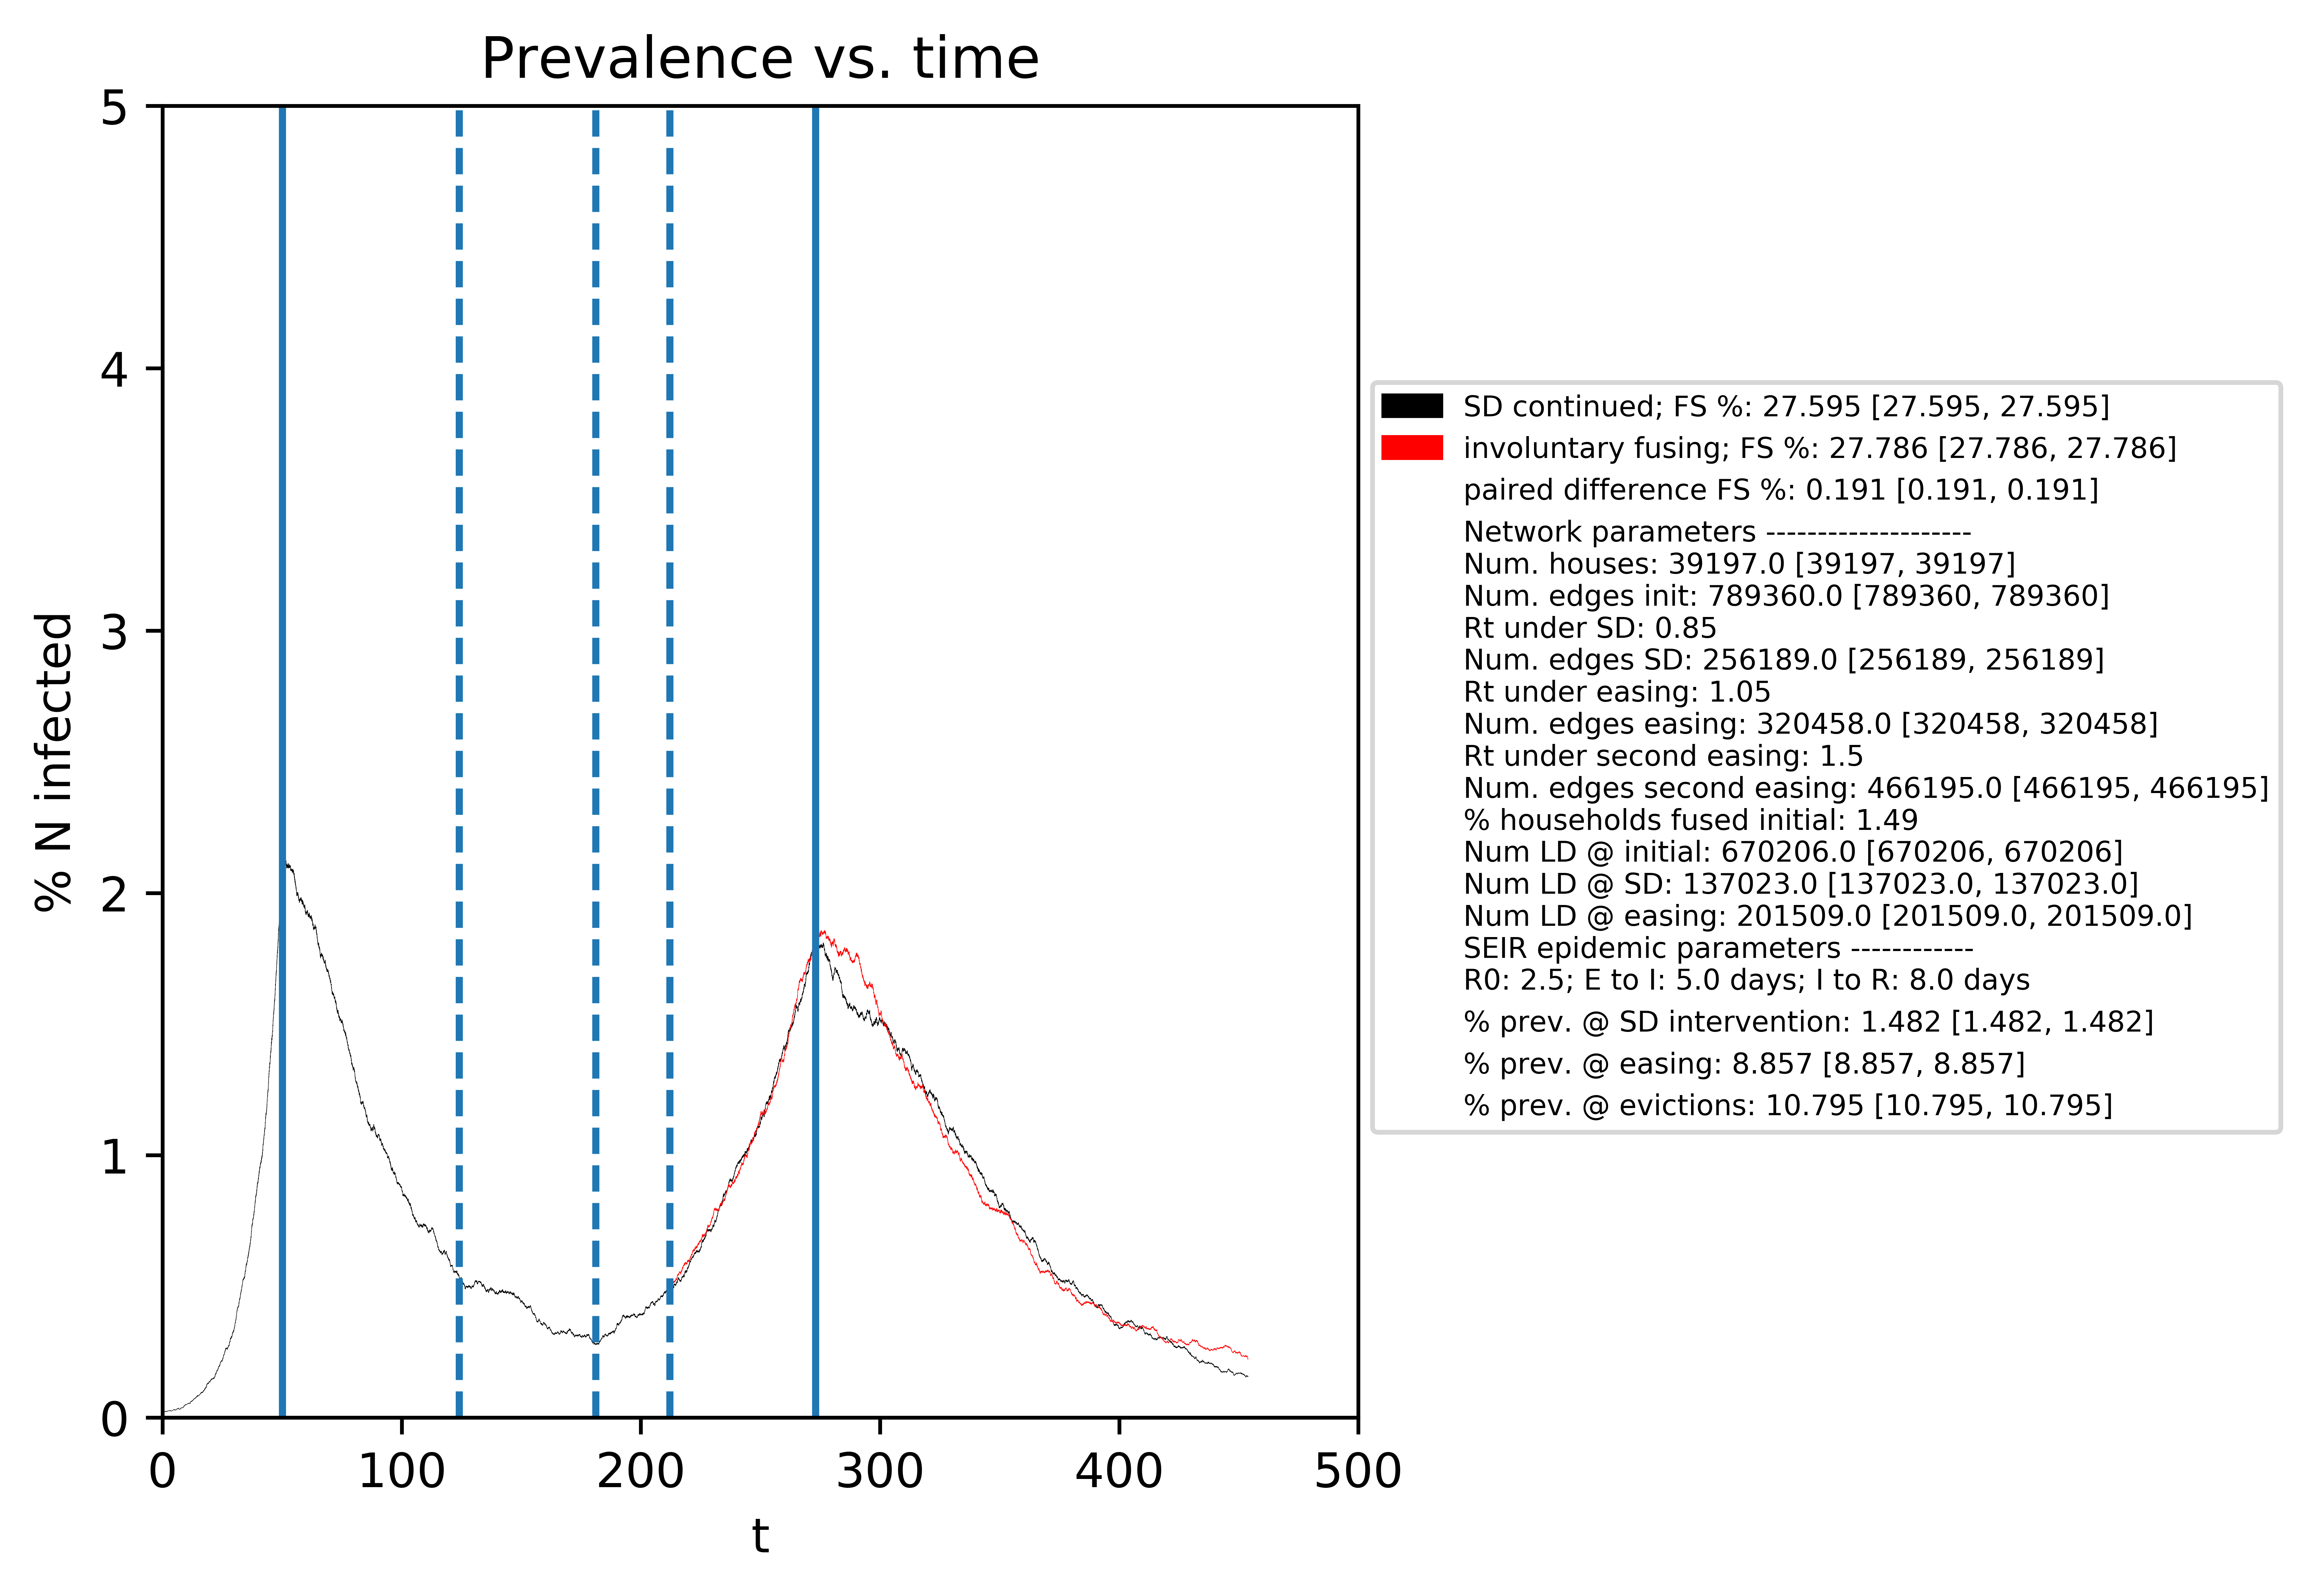 Prevalence vs. time
% N infected
5
4
3
2
1
0
0 100 200 300 400 500
t
SD continued; FS %: 27.595 [27.595, 27.595]
involuntary fusing; FS %: 27.786 [27.786, 27.786]
paired difference FS %: 0.191 [0.191, 0.191]
Network parameters --------------------
Num. houses: 39197.0 [39197, 39197]
Num. edges init: 789360.0 [789360, 789360]
Rt under SD: 0.85
Num. edges SD: 256189.0 [256189, 256189]
Rt under easing: 1.05
Num. edges easing: 320458.0 [320458, 320458]
Rt under second easing: 1.5
Num. edges second easing: 466195.0 [466195, 466195]
% households fused initial: 1.49
Num LD @ initial: 670206.0 [670206, 670206]
Num LD @ SD: 137023.0 [137023.0, 137023.0]
Num LD @ easing: 201509.0 [201509.0, 201509.0]
SEIR epidemic parameters ------------
R0: 2.5; E to I: 5.0 days; I to R: 8.0 days
% prev. @ SD intervention: 1.482 [1.482, 1.482]
% prev. @ easing: 8.857 [8.857, 8.857]
% prev. @ evictions: 10.795 [10.795, 10.795]